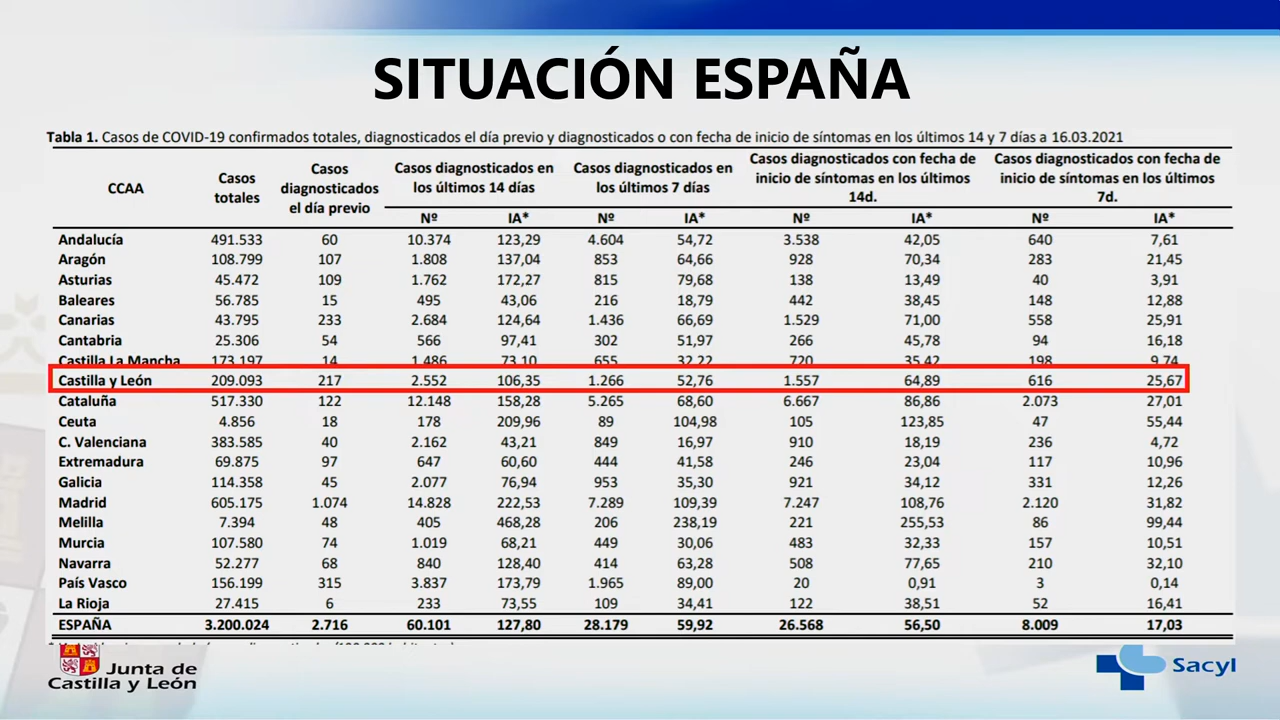 SITUACIÓN ESPAÑA
Tabla 1. Casos de COVID-19 confirmados totales, diagnosticados el día previo y diagnosticados o con fecha de inicio de síntomas en los últimos 14 y 7 días a 16.03.2021
CCAA Casos totales Casos diagnosticados el día previo Casos diagnosticados en los últimos 14 días Casos diagnosticados en los últimos 7 días Casos diagnosticados con fecha de inicio de síntomas en los últimos 14d. Casos diagnosticados con fecha de inicio de síntomas en los últimos 7d.
Nº IA* Nº IA* Nº IA* Nº IA*
Andalucía 491.533 60 10.374 123,29 4.604 54,72 3.538 42,05 640 7,61
Aragón 108.799 107 1.808 137,04 853 64,66 928 70,34 283 21,45
Asturias 45.472 109 1.762 172,27 815 79,68 138 13,49 40 3,91
Baleares 56.785 15 495 43,06 216 18,79 442 38,45 148 12,88
Canarias 43.795 233 2.684 124,64 1.436 66,69 1.529 71,00 558 25,91
Cantabria 25.306 54 566 97,41 302 51,97 266 45,78 94 16,18
Castilla La Mancha 173.197 14 1.486 73,10 655 32,22 720 35,42 198 9,74
Castilla y León 209.093 217 2.552 106,35 1.266 52,76 1.557 64,89 616 25,67
Cataluña 517.330 122 12.148 158,28 5.265 68,60 6.667 86,86 2.073 27,01
Ceuta 4.856 18 178 209,96 89 104,98 105 123,85 47 55,44
C. Valenciana 383.585 40 2.162 43,21 849 16,97 910 18,19 236 4,72
Extremadura 69.875 97 647 60,60 444 41,58 246 23,04 117 10,96
Galicia 114.358 45 2.077 76,94 953 35,30 921 34,12 331 12,26
Madrid 605.175 1.074 14.828 222,53 7.289 109,39 7.247 108,76 2.120 31,82
Melilla 7.394 48 405 468,28 206 238,19 221 255,53 86 99,44
Murcia 107.580 74 1.019 68,21 449 30,06 483 32,33 157 10,51
Navarra 52.277 68 840 128,40 414 63,28 508 77,65 210 32,10
País Vasco 156.199 315 3.837 173,79 1.965 89,00 20 0,91 3 0,14
La Rioja 27.415 6 233 73,55 109 34,41 122 38,51 52 16,41
ESPAÑA 3.200.024 2.716 60.101 127,80 28.179 59,92 26.568 56,50 8.009 17,03
Junta de
Castilla y León
Sacyl